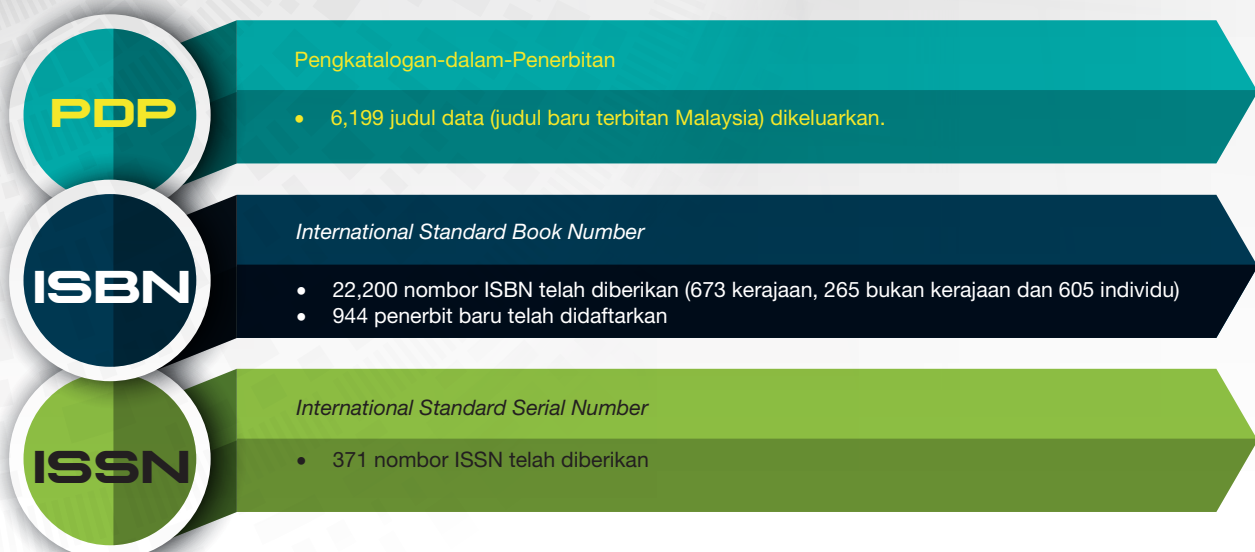 PDP
Pengkatalogan-dalam-Penerbitan
• 6,199 judul data (judul baru terbitan Malaysia) dikeluarkan.
ISBN
International Standard Book Number
• 22,200 nombor ISBN telah diberikan (673 kerajaan, 265 bukan kerajaan dan 605 individu)
• 944 penerbit baru telah didaftarkan
ISSN
International Standard Serial Number
• 371 nombor ISSN telah diberikan